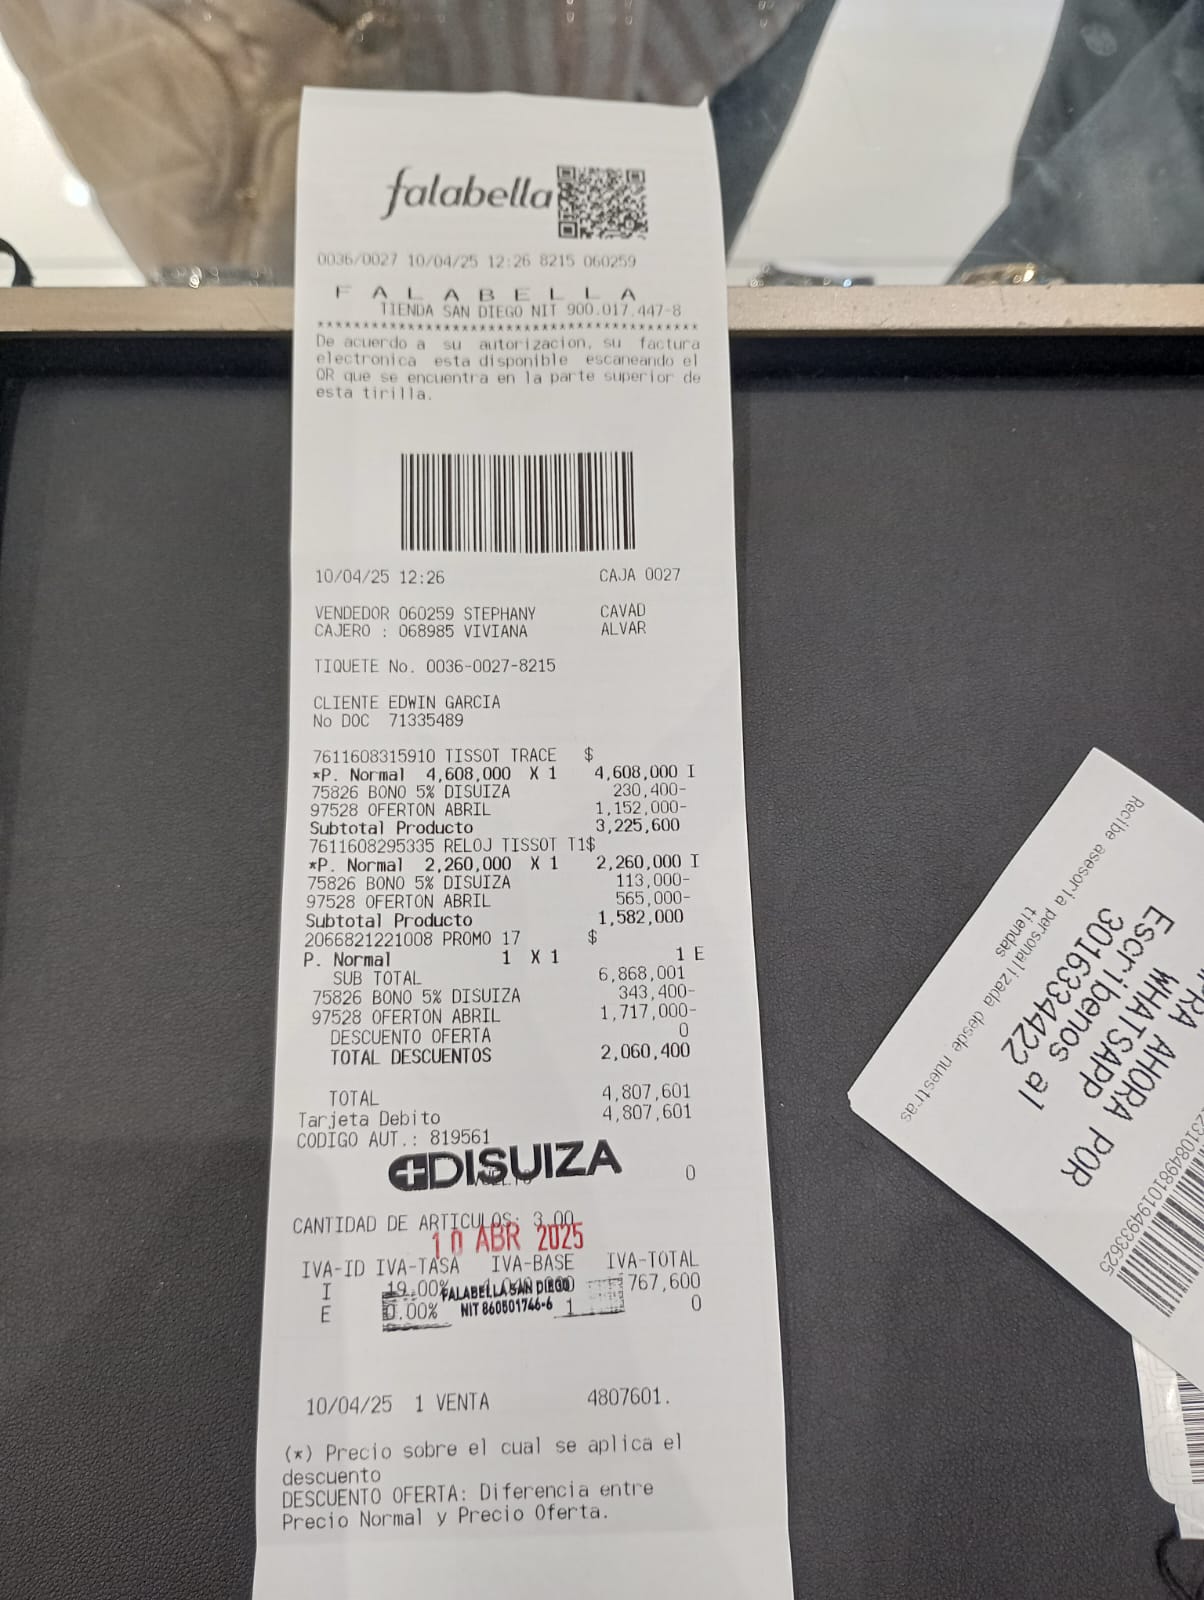 falabella
0036/0027 10/04/25 12:26 8215 060259
F A L A B E L L A
TIENDA SAN DIEGO NIT 900.017.447-8
****************************************
De acuerdo a su autorizacion, su factura
electronica esta disponible escaneando el
QR que se encuentra en la parte superior de
esta tirilla.
10/04/25 12:26 CAJA 0027
VENDEDOR 060259 STEPHANY CAVAD
CAJERO : 068985 VIVIANA ALVAR
TIQUETE No. 0036-0027-8215
CLIENTE EDWIN GARCIA
No DOC 71335489
7611608315910 TISSOT TRACE $
*P. Normal 4,608,000 X 1 4,608,000 I
75826 BONO 5% DISUIZA 230,400-
97528 OFERTON ABRIL 1,152,000-
Subtotal Producto 3,225,600
7611608295335 RELOJ TISSOT T1$
*P. Normal 2,260,000 X 1 2,260,000 I
75826 BONO 5% DISUIZA 113,000-
97528 OFERTON ABRIL 565,000-
Subtotal Producto 1,582,000
2066821221008 PROMO 17 $
P. Normal 1 X 1 1 E
SUB TOTAL 6,868,001
75826 BONO 5% DISUIZA 343,400-
97528 OFERTON ABRIL 1,717,000-
DESCUENTO OFERTA 0
TOTAL DESCUENTOS 2,060,400
TOTAL 4,807,601
Tarjeta Debito 4,807,601
CODIGO AUT.: 819561
DISUIZA
0
CANTIDAD DE ARTICULOS: 3.00
10 ABR 2025
IVA-ID IVA-TASA IVA-BASE IVA-TOTAL
I 19.00% 767,600
FALABELLA SAN DIEGO
E 0.00% 1 0
NIT 860501746-6
10/04/25 1 VENTA 4807601.
(*) Precio sobre el cual se aplica el
descuento
DESCUENTO OFERTA: Diferencia entre
Precio Normal y Precio Oferta.
Recibe asesoria personalizada desde nuestras
tiendas
Escribenos al
3016334422
AHORA POR
WHATSAPP